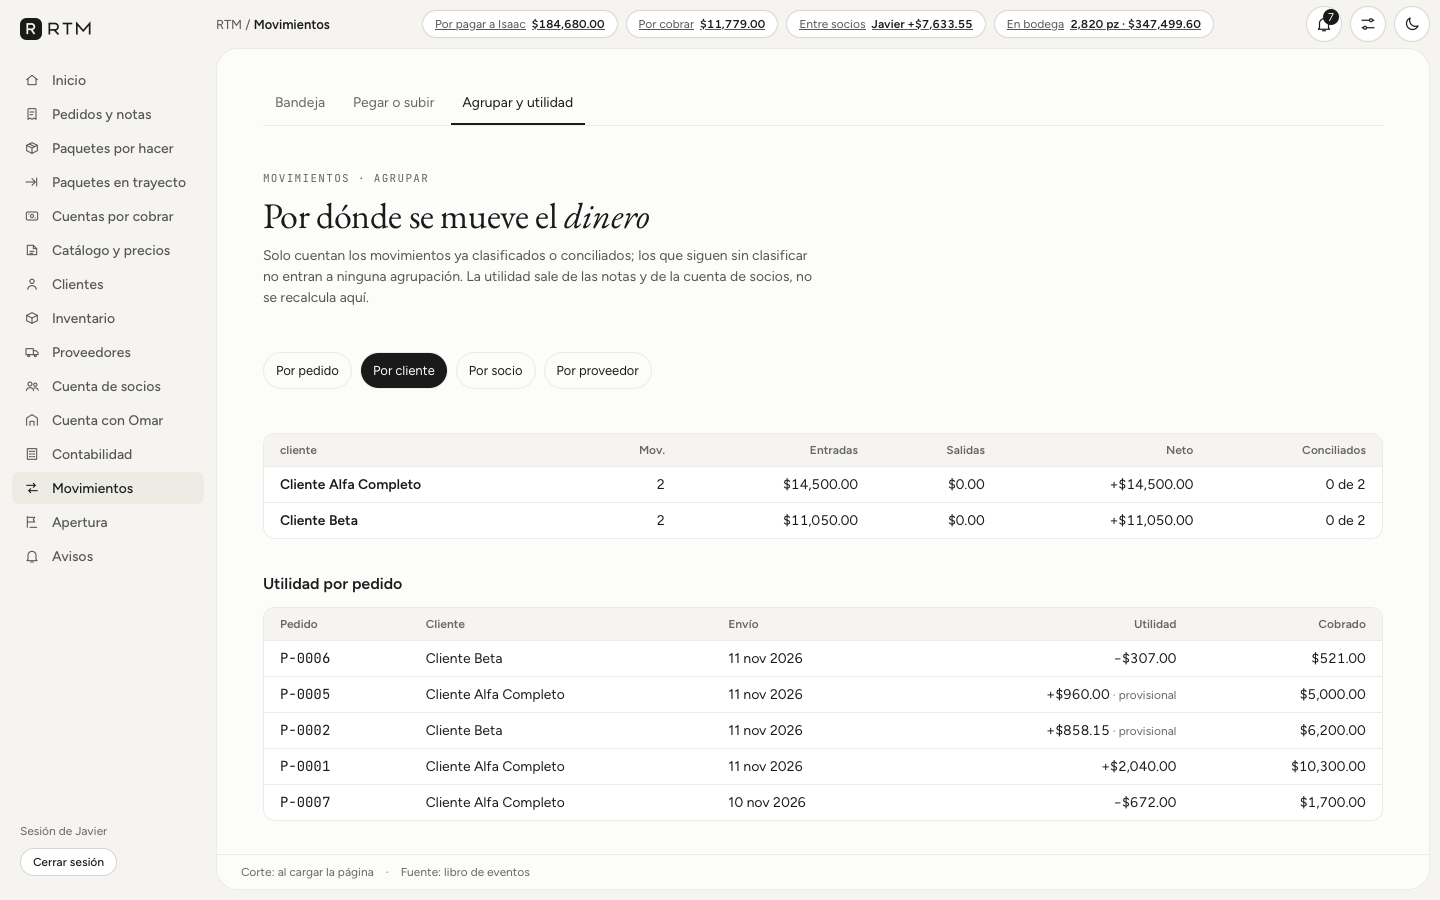 R RTM
RTM / Movimientos
Por pagar a Isaac $184,680.00
Por cobrar $11,779.00
Entre socios Javier +$7,633.55
En bodega 2,820 pz · $347,499.60
7
Inicio
Pedidos y notas
Paquetes por hacer
Paquetes en trayecto
Cuentas por cobrar
Catálogo y precios
Clientes
Inventario
Proveedores
Cuenta de socios
Cuenta con Omar
Contabilidad
Movimientos
Apertura
Avisos
Sesión de Javier
Cerrar sesión
Bandeja Pegar o subir Agrupar y utilidad
MOVIMIENTOS · AGRUPAR
Por dónde se mueve el dinero
Solo cuentan los movimientos ya clasificados o conciliados; los que siguen sin clasificar
no entran a ninguna agrupación. La utilidad sale de las notas y de la cuenta de socios, no
se recalcula aquí.
Por pedido Por cliente Por socio Por proveedor
cliente Mov. Entradas Salidas Neto Conciliados
Cliente Alfa Completo 2 $14,500.00 $0.00 +$14,500.00 0 de 2
Cliente Beta 2 $11,050.00 $0.00 +$11,050.00 0 de 2
Utilidad por pedido
Pedido Cliente Envío Utilidad Cobrado
P-0006 Cliente Beta 11 nov 2026 −$307.00 $521.00
P-0005 Cliente Alfa Completo 11 nov 2026 +$960.00 · provisional $5,000.00
P-0002 Cliente Beta 11 nov 2026 +$858.15 · provisional $6,200.00
P-0001 Cliente Alfa Completo 11 nov 2026 +$2,040.00 $10,300.00
P-0007 Cliente Alfa Completo 10 nov 2026 −$672.00 $1,700.00
Corte: al cargar la página · Fuente: libro de eventos